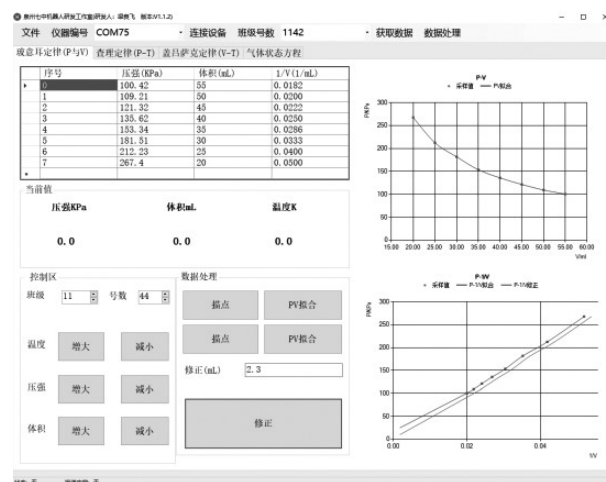 泉州七中机器人研发工作室(研发人：梁贵飞 版本:V1.1.2)
文件 仪器编号 COM75 连接设备 班级号数 1142 获取数据 数据处理
玻意耳定律(P与V) 查理定律(P-T) 盖吕萨克定律(V-T) 气体状态方程
序号 压强(KPa) 体积(mL) 1/V(1/mL)
0 100.42 55 0.0182
1 109.21 50 0.0200
2 121.32 45 0.0222
3 135.62 40 0.0250
4 153.34 35 0.0286
5 181.51 30 0.0333
6 212.23 25 0.0400
7 267.4 20 0.0500
当前值
压强KPa 体积mL 温度K
0.0 0.0 0.0
控制区
班级 11 号数 44
温度 增大 减小
压强 增大 减小
体积 增大 减小
数据处理
描点 PV拟合
描点 PV拟合
修正(mL) 2.3
修正
P-V
采样值 PV拟合
P/KPa
300
250
200
150
100
50
0
15.00 20.00 25.00 30.00 35.00 40.00 45.00 50.00 55.00 60.00
V/ml
P-1/V
采样值 P-1/V拟合 P-1/V修正
P/KPa
300
250
200
150
100
50
0
0.00 0.02 0.04
1/V